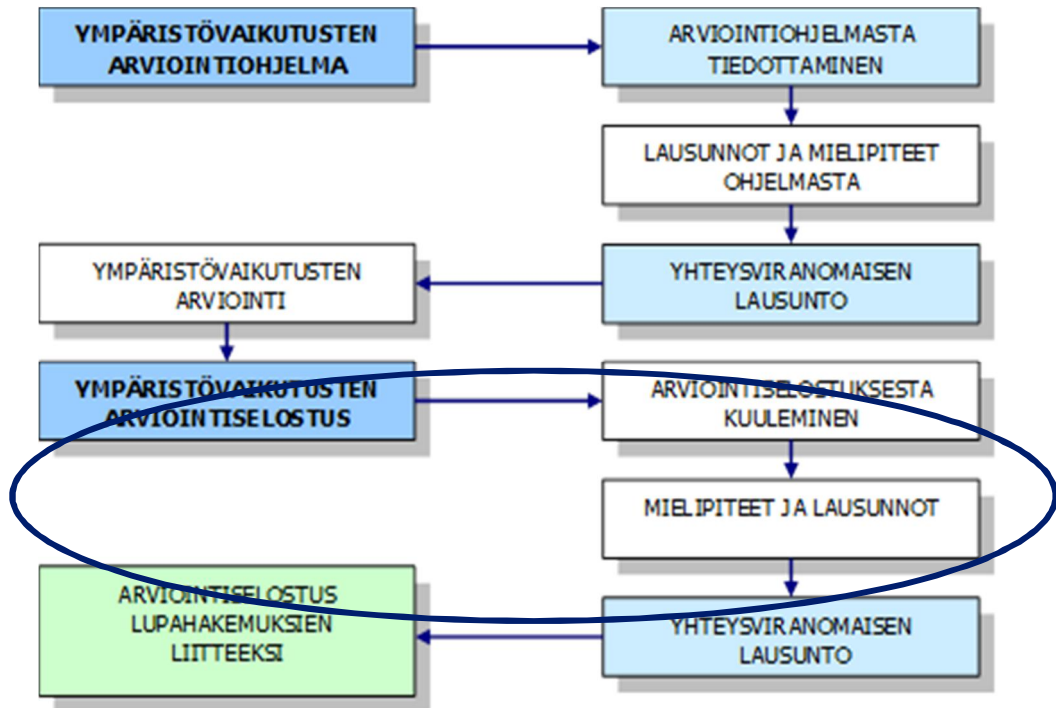 YMPÄRISTÖVAIKUTUSTEN
ARVIOINTIOHJELMA
ARVIOINTIOHJELMASTA
TIEDOTTAMINEN
LAUSUNNOT JA MIELIPITEET
OHJELMASTA
YHTEYSVIRANOMAISEN
LAUSUNTO
YMPÄRISTÖVAIKUTUSTEN
ARVIOINTI
YMPÄRISTÖVAIKUTUSTEN
ARVIOINTISELOSTUS
ARVIOINTISELOSTUKSESTA
KUULEMINEN
MIELIPITEET JA LAUSUNNOT
YHTEYSVIRANOMAISEN
LAUSUNTO
ARVIOINTISELOSTUS
LUPAHAKEMUKSIEN
LIITTEEKSI